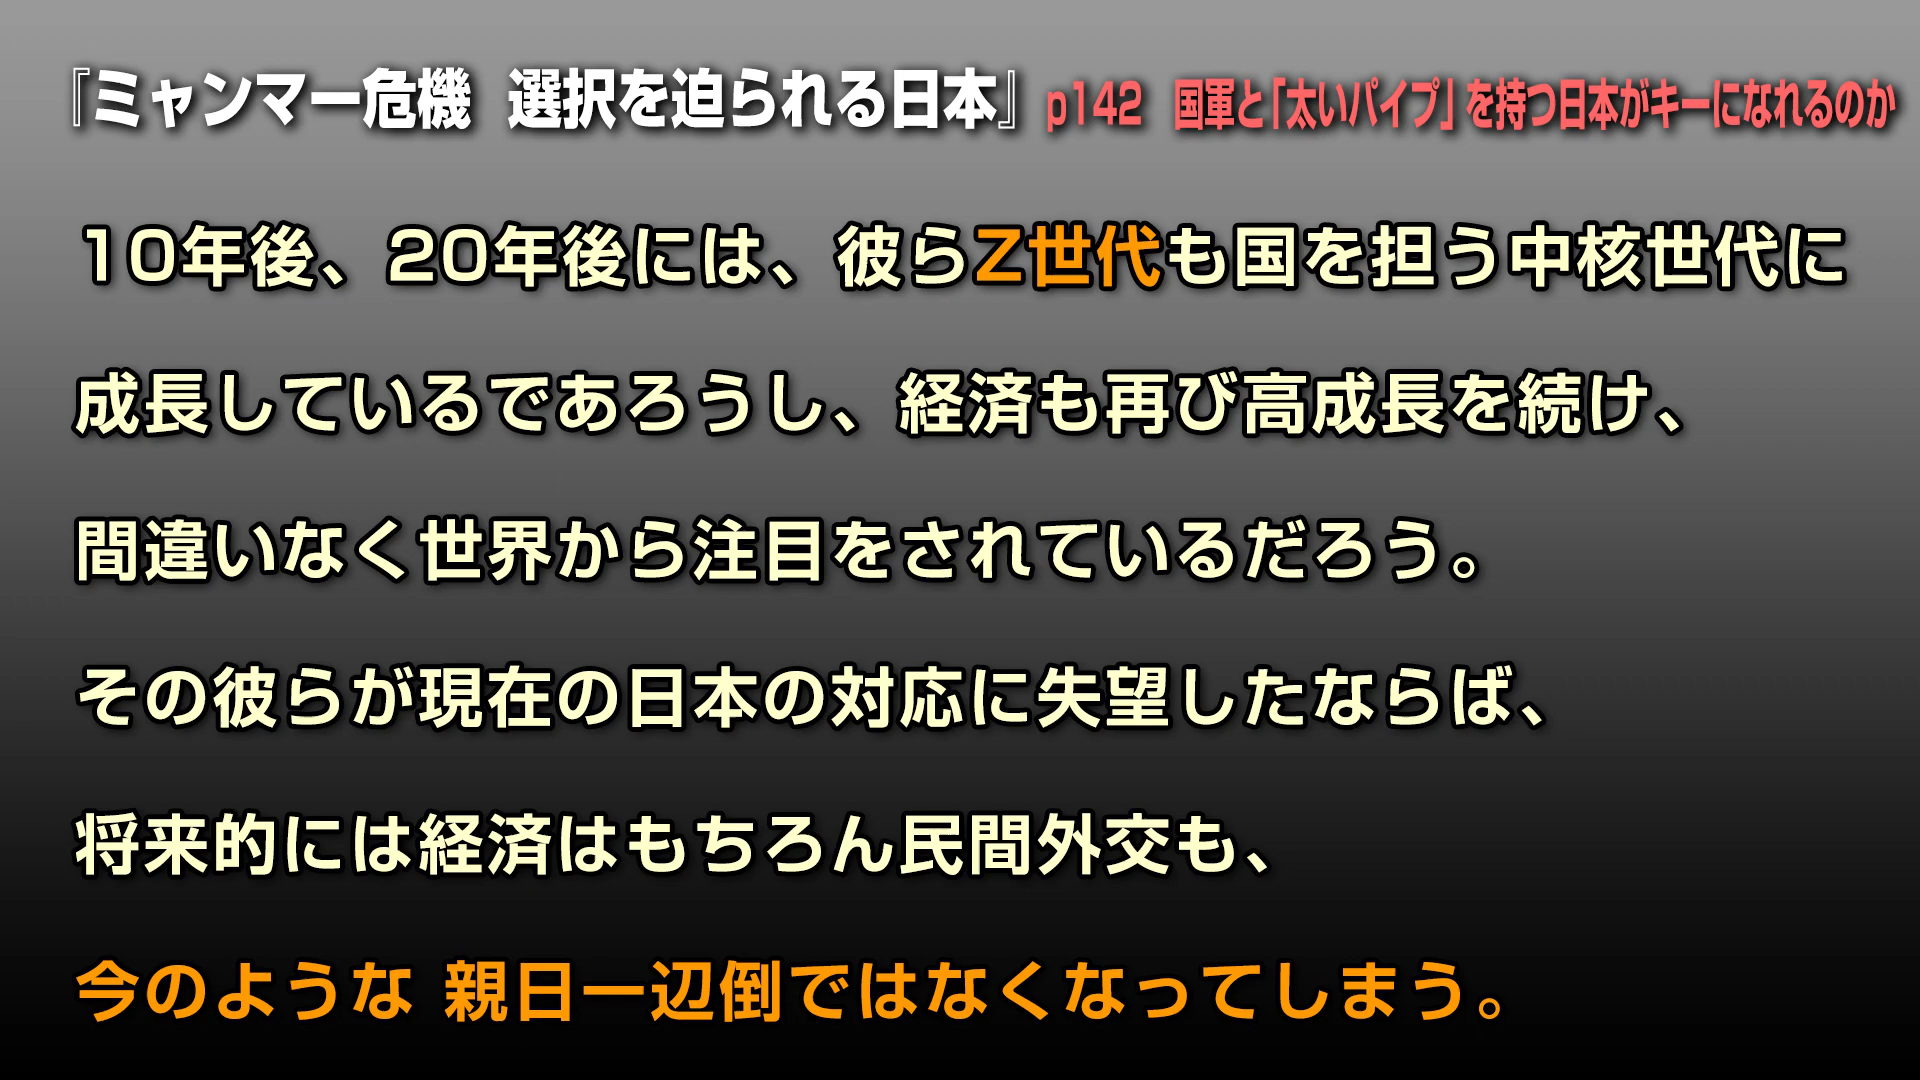 『ミャンマー危機 選択を迫られる日本』 p142 国軍と「太いパイプ」を持つ日本がキーになれるのか
10年後、20年後には、彼らZ世代も国を担う中核世代に
成長しているであろうし、経済も再び高成長を続け、
間違いなく世界から注目をされているだろう。
その彼らが現在の日本の対応に失望したならば、
将来的には経済はもちろん民間外交も、
今のような 親日一辺倒ではなくなってしまう。